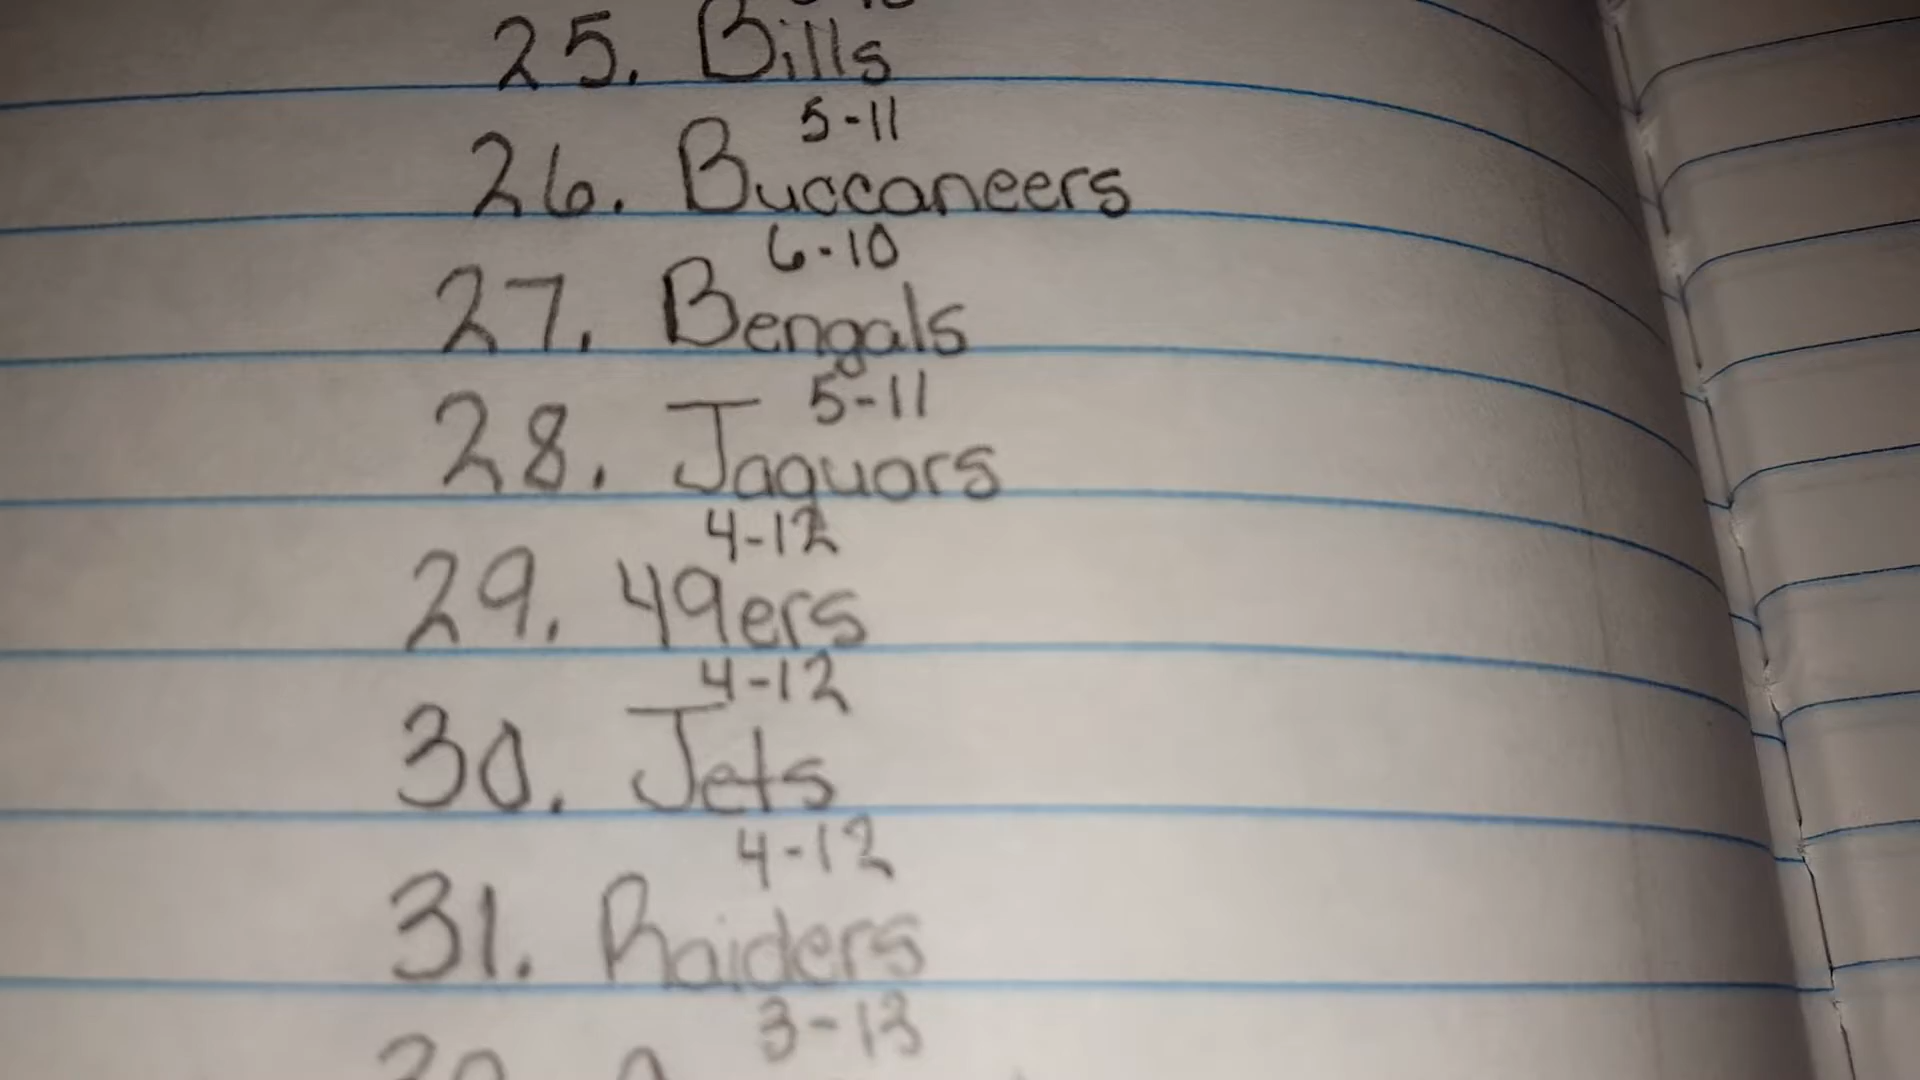 25. Bills
5-11
26. Buccaneers
6-10
27. Bengals
5-11
28. Jaguars
4-12
29. 49ers
4-12
30. Jets
4-12
31. Raiders
3-13